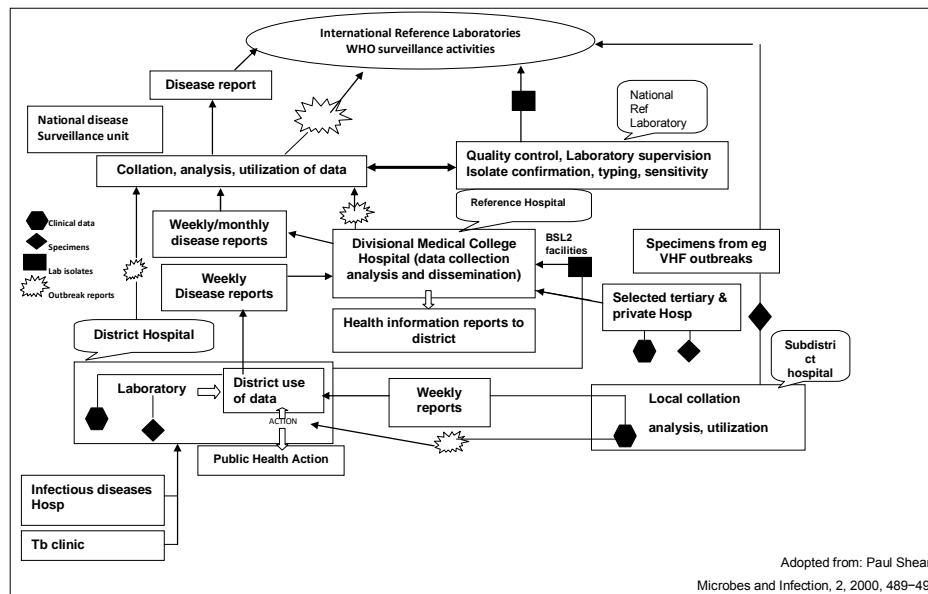 International Reference Laboratories
WHO surveillance activities
Disease report
National
Ref
Laboratory
National disease
Surveillance unit
Collation, analysis, utilization of data
Quality control, Laboratory supervision
Isolate confirmation, typing, sensitivity
Reference Hospital
Clinical data
Specimens
Lab isolates
Outbreak reports
Weekly/monthly
disease reports
Divisional Medical College
Hospital (data collection
analysis and dissemination)
BSL2
facilities
Specimens from eg
VHF outbreaks
Weekly
Disease reports
Selected tertiary &
private Hosp
Health information reports to
district
District Hospital
Subdistri
ct
hospital
Laboratory
District use
of data
Weekly
reports
Local collation
analysis, utilization
ACTION
Public Health Action
Infectious diseases
Hosp
Tb clinic
Adopted from: Paul Shear
Microbes and Infection, 2, 2000, 489–49